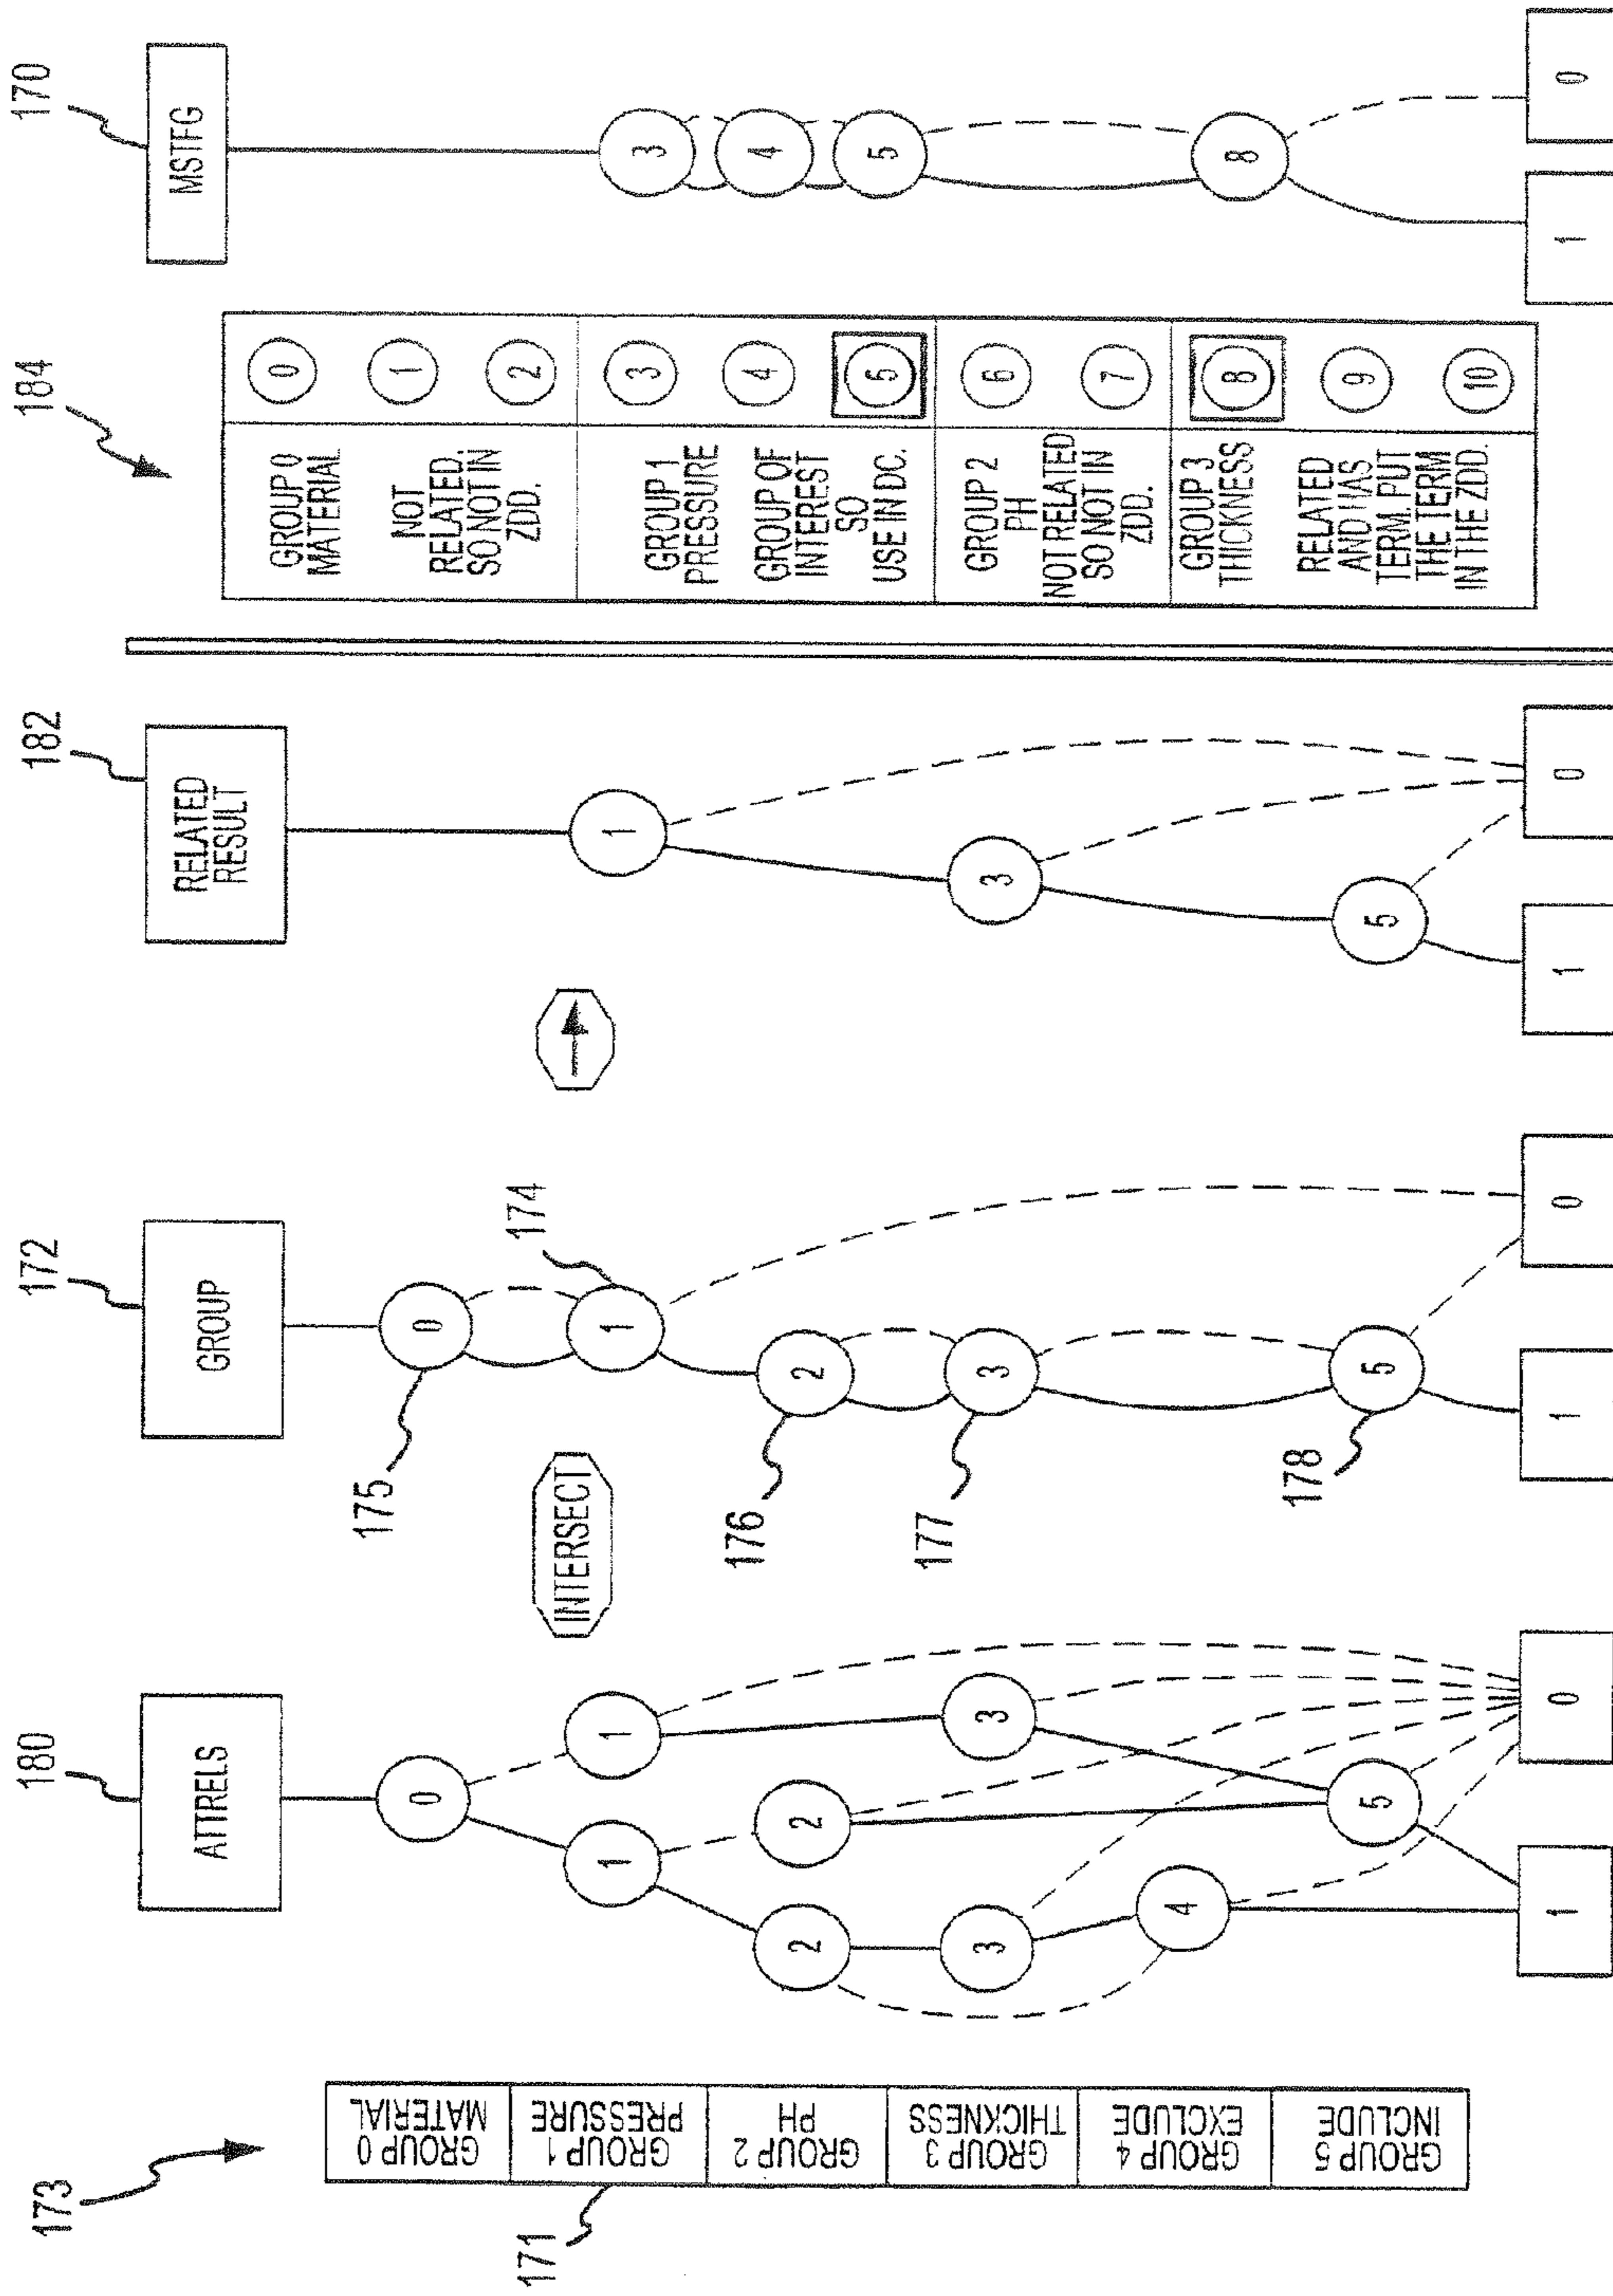 173
171
GROUP 0
MATERIAL
GROUP 1
PRESSURE
GROUP 2
PH
GROUP 3
THICKNESS
GROUP 4
EXCLUDE
GROUP 5
INCLUDE
180
ATTRELS
0
1
1
2
2
3
3
4
5
1
0
INTERSECT
172
GROUP
175
0
174
1
176
2
177
3
178
5
1
0
182
RELATED
RESULT
1
3
5
1
0
184
GROUP 0
MATERIAL
NOT
RELATED,
SO NOT IN
ZDD.
0
1
2
GROUP 1
PRESSURE
GROUP OF
INTEREST
SO
USE IN DC.
3
4
5
GROUP 2
PH
NOT RELATED
SO NOT IN
ZDD.
6
7
GROUP 3
THICKNESS
RELATED
AND HAS
TERM. PUT
THE TERM
IN THE ZDD.
8
9
10
170
MSTFG
3
4
5
8
1
0